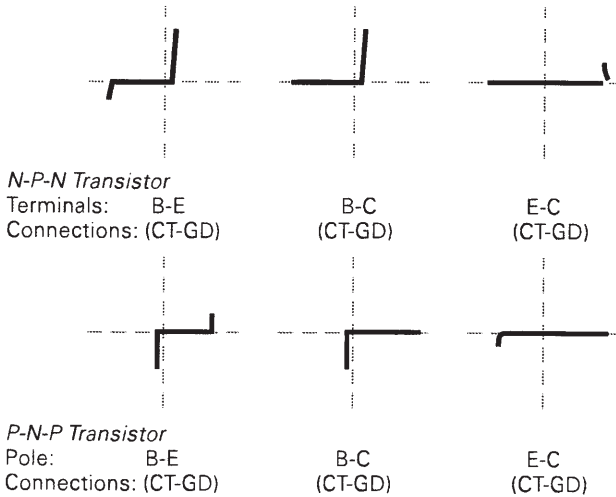 N-P-N Transistor
Terminals: B-E B-C E-C
Connections: (CT-GD) (CT-GD) (CT-GD)
P-N-P Transistor
Pole: B-E B-C E-C
Connections: (CT-GD) (CT-GD) (CT-GD)